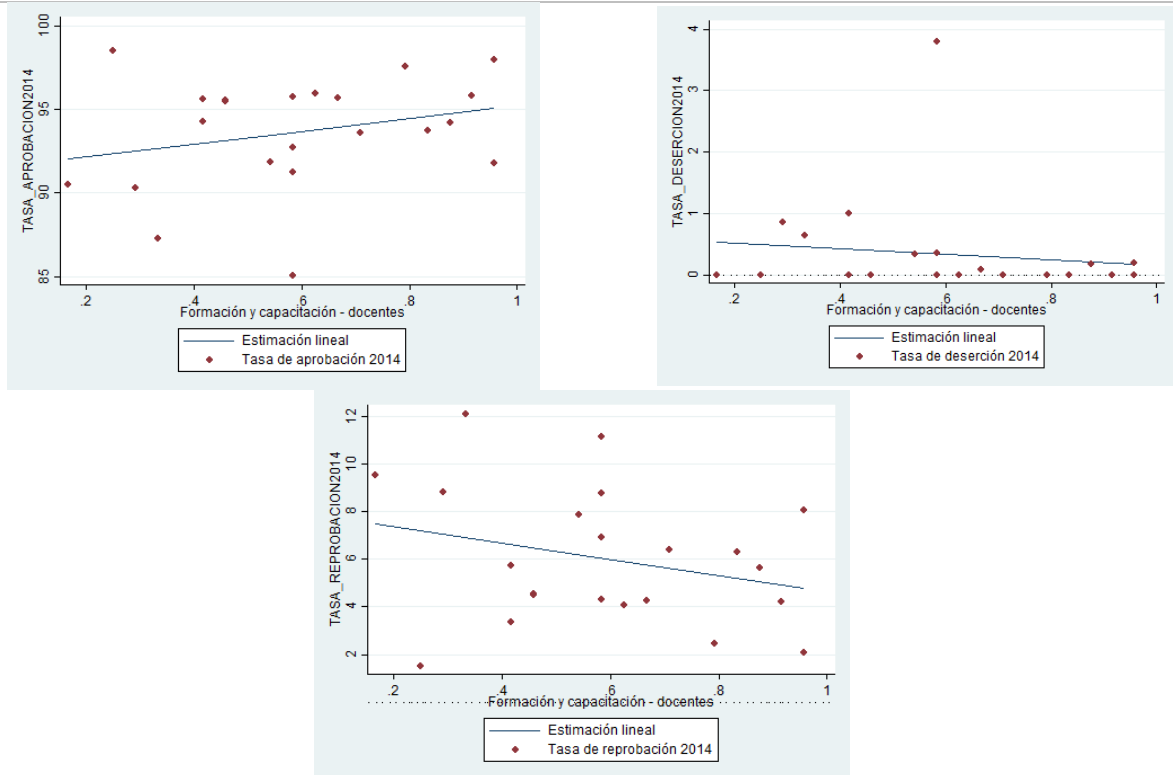 TASA_APROBACION2014
100
95
90
85
.2 .4 .6 .8 1
Formación y capacitación - docentes
Estimación lineal
Tasa de aprobación 2014
TASA_DESERCION2014
4
3
2
1
0
.2 .4 .6 .8 1
Formación y capacitación - docentes
Estimación lineal
Tasa de deserción 2014
TASA_REPROBACION2014
12
10
8
6
4
2
.2 .4 .6 .8 1
Formación y capacitación - docentes
Estimación lineal
Tasa de reprobación 2014